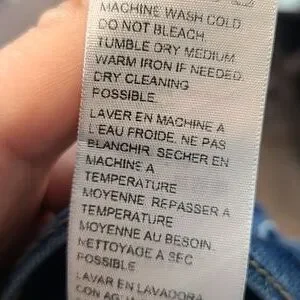 MACHINE WASH COLD
DO NOT BLEACH.
TUMBLE DRY MEDIUM
WARM IRON IF NEEDED.
DRY CLEANING
POSSIBLE.
LAVER EN MACHINE A
L'EAU FROIDE. NE PAS
BLANCHIR. SECHER EN
MACHINE A
TEMPERATURE
MOYENNE. REPASSER A
TEMPERATURE
MOYENNE AU BESOIN.
NETTOYAGE A SEC
POSSIBLE.
LAVAR EN LAVADORA
CON